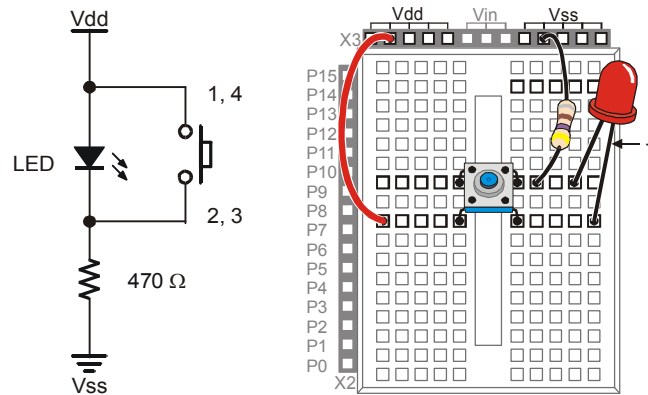 Vdd
1, 4
LED
2, 3
470 Ω
Vss
Vdd Vin Vss
X3
P15
P14
P13
P12
P11
P10
P9
P8
P7
P6
P5
P4
P3
P2
P1
P0
X2